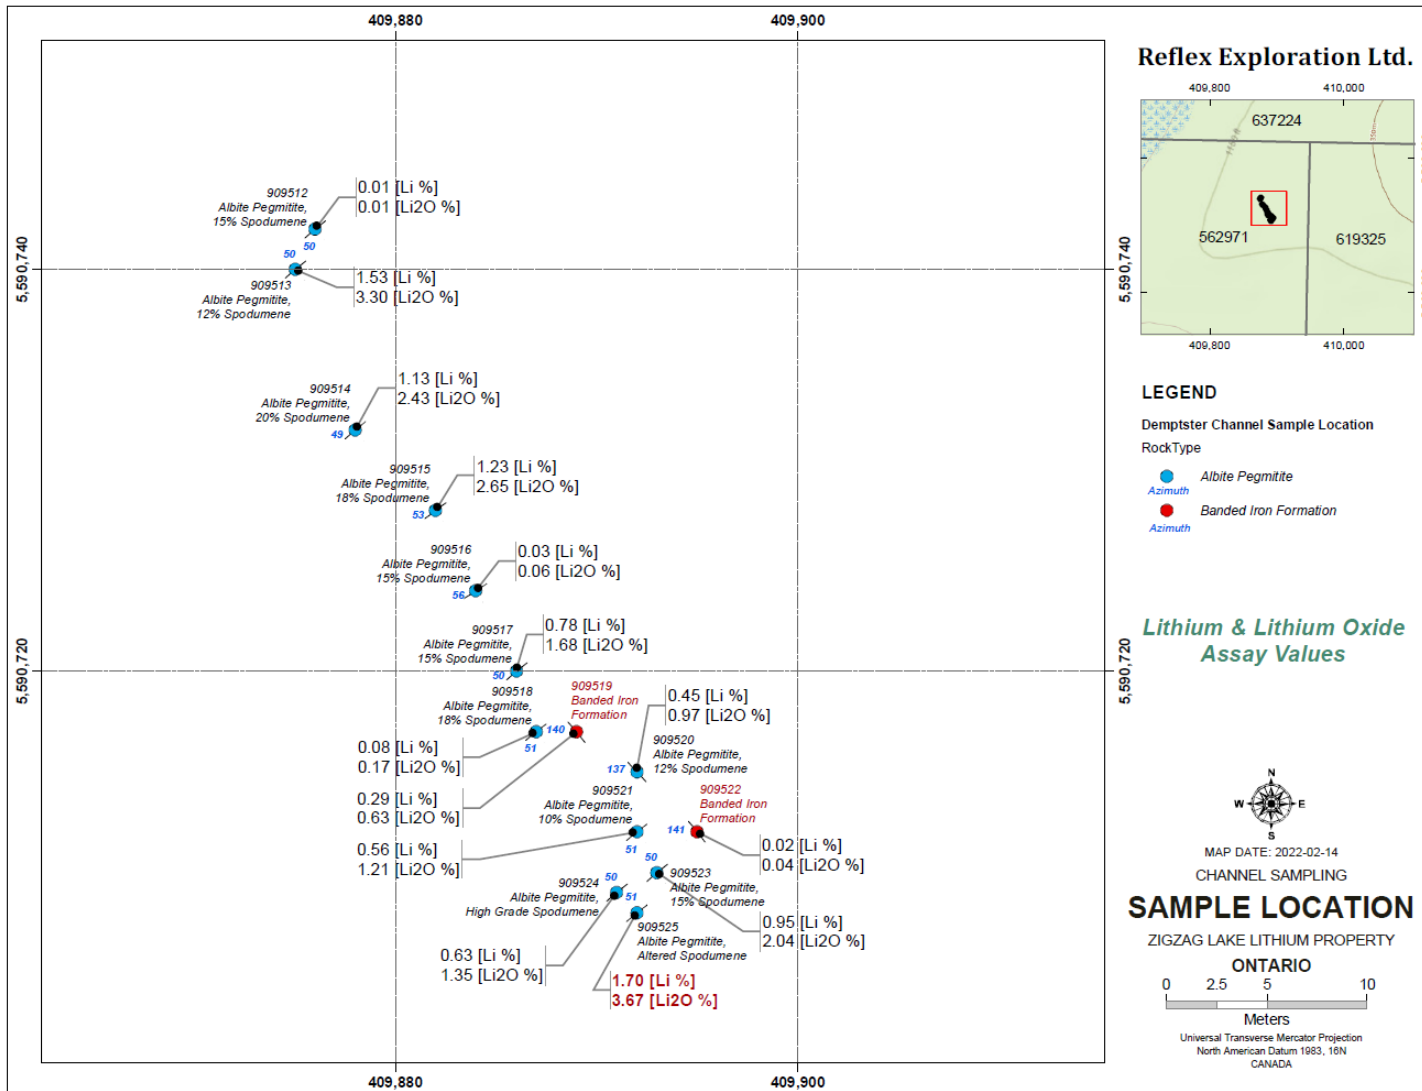 409,880
409,900
5,590,740
5,590,740
5,590,720
5,590,720
409,880
409,900
909512
Albite Pegmitite,
15% Spodumene
50
0.01 [Li %]
0.01 [Li2O %]
50
909513
Albite Pegmitite,
12% Spodumene
1.53 [Li %]
3.30 [Li2O %]
909514
Albite Pegmitite,
20% Spodumene
49
1.13 [Li %]
2.43 [Li2O %]
909515
Albite Pegmitite,
18% Spodumene
53
1.23 [Li %]
2.65 [Li2O %]
909516
Albite Pegmitite,
15% Spodumene
56
0.03 [Li %]
0.06 [Li2O %]
909517
Albite Pegmitite,
15% Spodumene
50
0.78 [Li %]
1.68 [Li2O %]
909518
Albite Pegmitite,
18% Spodumene
51
0.08 [Li %]
0.17 [Li2O %]
909519
Banded Iron
Formation
140
0.29 [Li %]
0.63 [Li2O %]
0.45 [Li %]
0.97 [Li2O %]
909520
Albite Pegmitite,
12% Spodumene
137
909521
Albite Pegmitite,
10% Spodumene
51
0.56 [Li %]
1.21 [Li2O %]
909522
Banded Iron
Formation
141
0.02 [Li %]
0.04 [Li2O %]
50
909523
Albite Pegmitite,
15% Spodumene
0.95 [Li %]
2.04 [Li2O %]
50
909524
Albite Pegmitite,
High Grade Spodumene
0.63 [Li %]
1.35 [Li2O %]
51
909525
Albite Pegmitite,
Altered Spodumene
1.70 [Li %]
3.67 [Li2O %]
Reflex Exploration Ltd.
409,800
410,000
637224
562971
619325
409,800
410,000
LEGEND
Demptster Channel Sample Location
RockType
Albite Pegmitite
Azimuth
Banded Iron Formation
Azimuth
Lithium & Lithium Oxide
Assay Values
N
W E
S
MAP DATE: 2022-02-14
CHANNEL SAMPLING
SAMPLE LOCATION
ZIGZAG LAKE LITHIUM PROPERTY
ONTARIO
0 2.5 5 10
Meters
Universal Transverse Mercator Projection
North American Datum 1983, 16N
CANADA